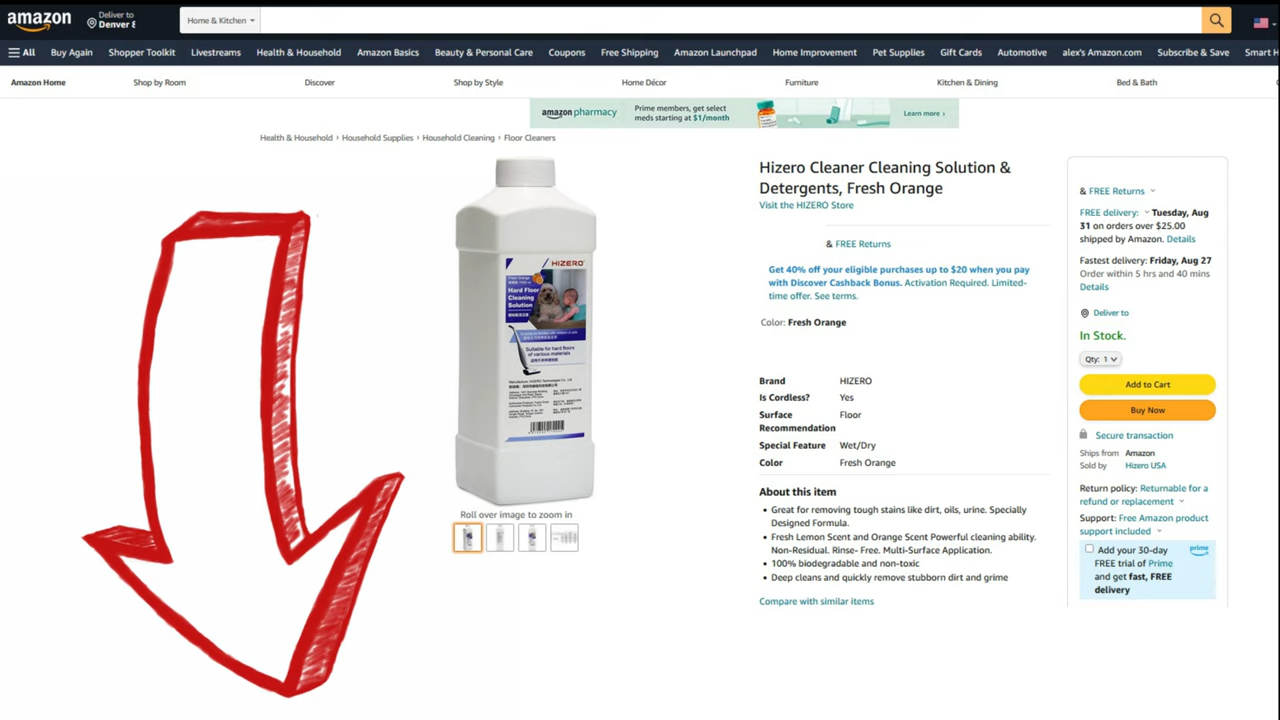 amazon
Deliver to
Denver 8
Home & Kitchen
All Buy Again Shopper Toolkit Livestreams Health & Household Amazon Basics Beauty & Personal Care Coupons Free Shipping Amazon Launchpad Home Improvement Pet Supplies Gift Cards Automotive alex's Amazon.com Subscribe & Save Smart H
Amazon Home Shop by Room Discover Shop by Style Home Décor Furniture Kitchen & Dining Bed & Bath
amazon pharmacy
Prime members, get select
meds starting at $1/month
Learn more ›
Health & Household › Household Supplies › Household Cleaning › Floor Cleaners
HIZERO
Hard Floor
Cleaning
Solution
Suitable for hard floors
of various materials
Roll over image to zoom in
Hizero Cleaner Cleaning Solution &
Detergents, Fresh Orange
Visit the HIZERO Store
& FREE Returns
Get 40% off your eligible purchases up to $20 when you pay
with Discover Cashback Bonus. Activation Required. Limited-
time offer. See terms.
Color: Fresh Orange
Brand HIZERO
Is Cordless? Yes
Surface Floor
Recommendation
Special Feature Wet/Dry
Color Fresh Orange
About this item
• Great for removing tough stains like dirt, oils, urine. Specially
Designed Formula.
• Fresh Lemon Scent and Orange Scent Powerful cleaning ability.
Non-Residual. Rinse- Free. Multi-Surface Application.
• 100% biodegradable and non-toxic
• Deep cleans and quickly remove stubborn dirt and grime
Compare with similar items
& FREE Returns
FREE delivery: Tuesday, Aug
31 on orders over $25.00
shipped by Amazon. Details
Fastest delivery: Friday, Aug 27
Order within 5 hrs and 40 mins
Details
Deliver to
In Stock.
Qty: 1
Add to Cart
Buy Now
Secure transaction
Ships from Amazon
Sold by Hizero USA
Return policy: Returnable for a
refund or replacement
Support: Free Amazon product
support included
Add your 30-day
FREE trial of Prime
and get fast, FREE
delivery
prime